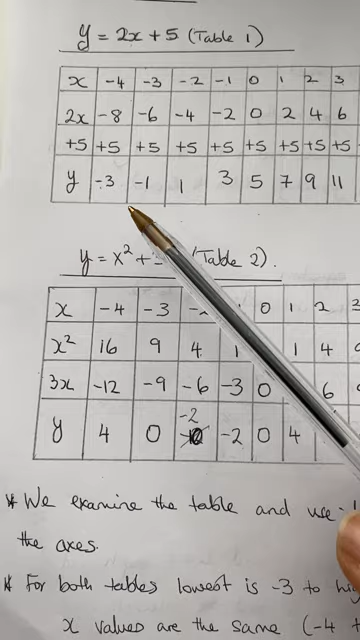 y = 2x + 5 (Table 1)
x -4 -3 -2 -1 0 1 2 3
2x -8 -6 -4 -2 0 2 4 6
+5 +5 +5 +5 +5 +5 +5 +5 +5
y -3 -1 1 3 5 7 9 11
y = x² + (Table 2).
x -4 -3 0 1 2 3
x² 16 9 4 1 1 4
3x -12 -9 -6 -3 0 6
y 4 0 -2 -2 0 4
* We examine the table and use
the axes.
* For both tables lowest is -3 to
x values are the same (-4